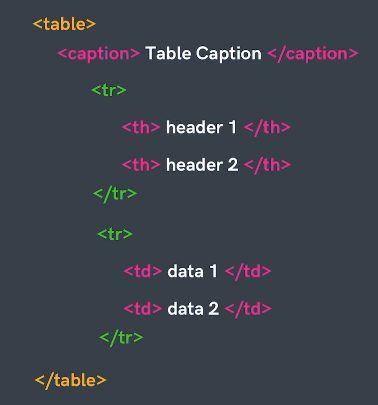 <table>
<caption> Table Caption </caption>
<tr>
<th> header 1 </th>
<th> header 2 </th>
</tr>
<tr>
<td> data 1 </td>
<td> data 2 </td>
</tr>
</table>